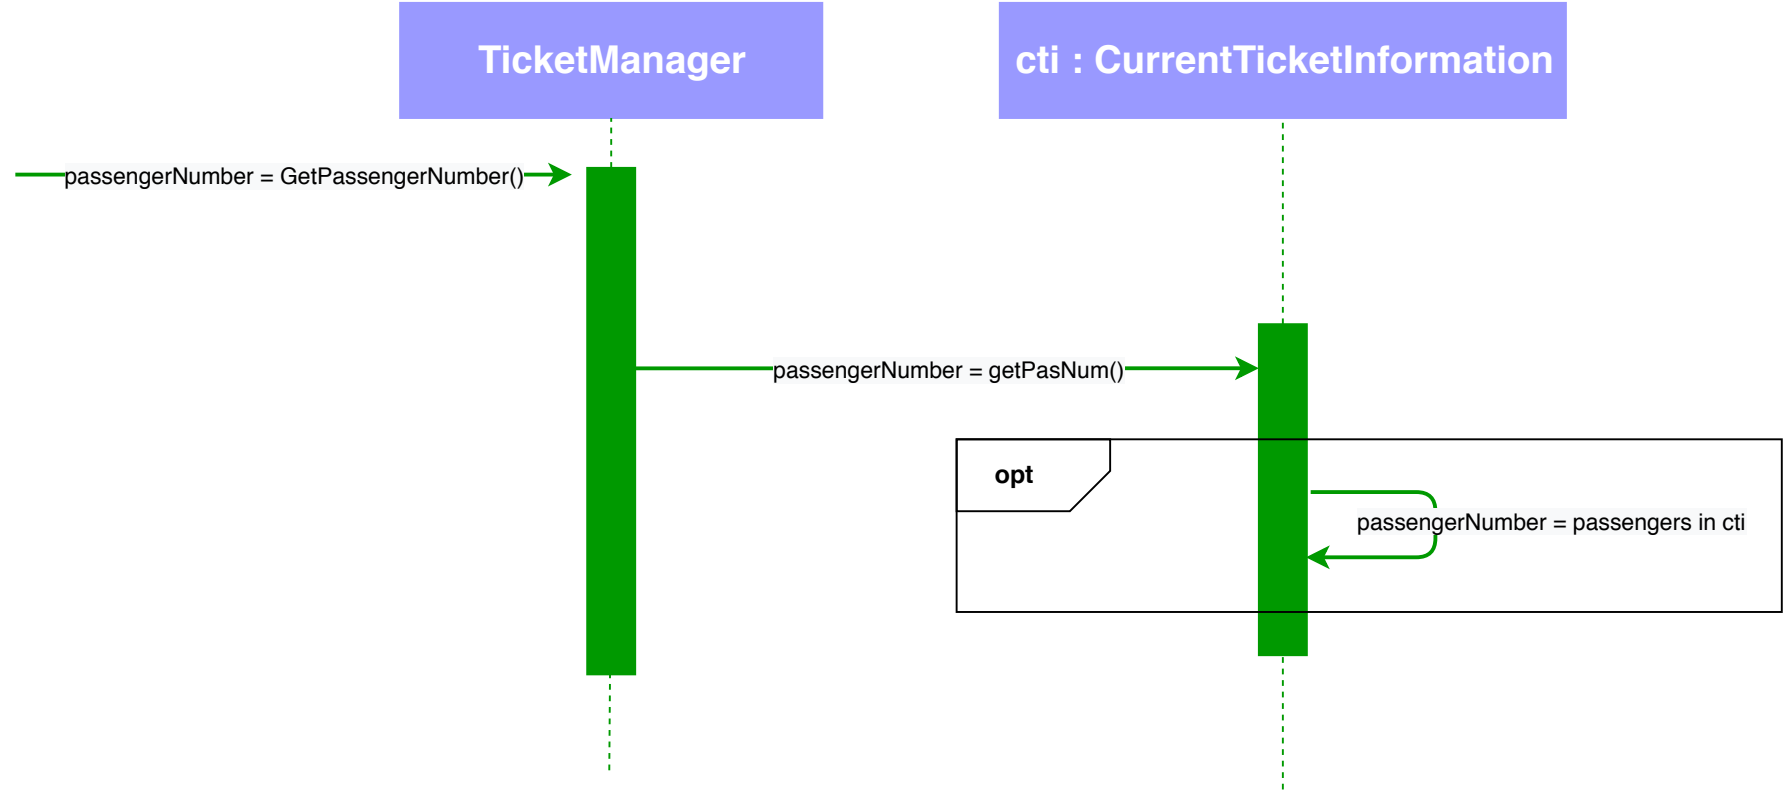 TicketManager
cti : CurrentTicketInformation
passengerNumber = GetPassengerNumber()
passengerNumber = getPasNum()
opt
passengerNumber = passengers in cti